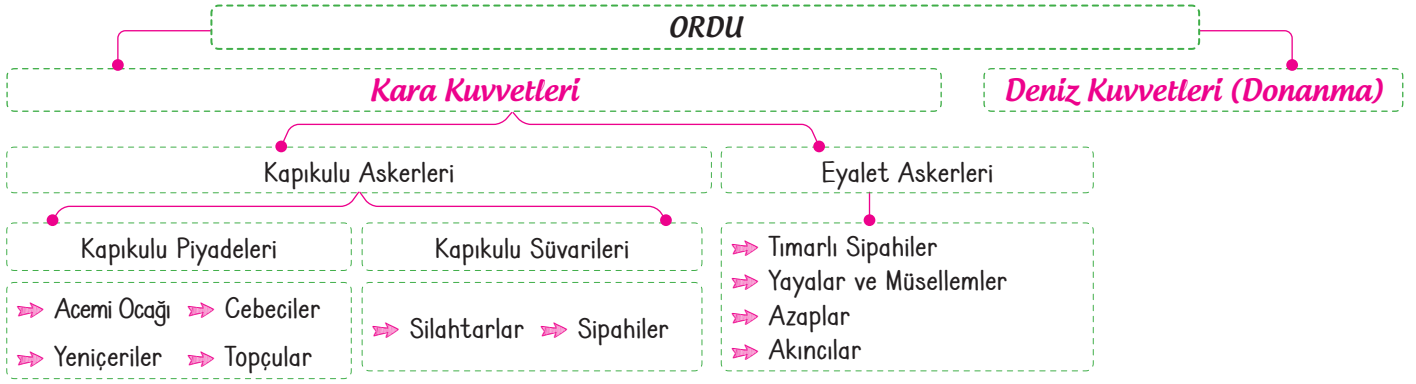 ORDU
Kara Kuvvetleri
Deniz Kuvvetleri (Donanma)
Kapıkulu Askerleri
Eyalet Askerleri
Kapıkulu Piyadeleri
Kapıkulu Süvarileri
Acemi Ocağı
Cebeciler
Yeniçeriler
Topçular
Silahtarlar
Sipahiler
Tımarlı Sipahiler
Yayalar ve Müsellemler
Azaplar
Akıncılar